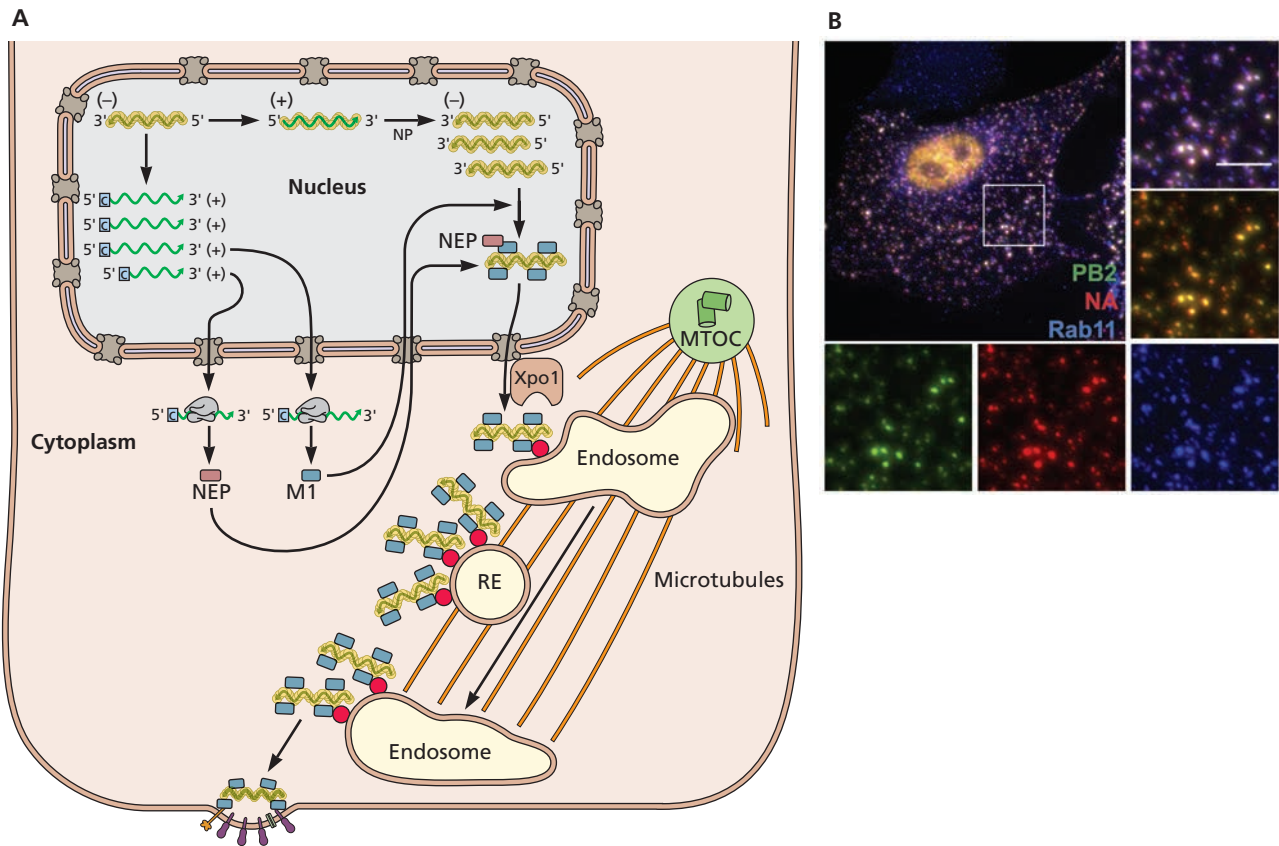 A
B
(–)
3'
5'
(+)
5'
3'
NP
(–)
3'
5'
3'
5'
3'
5'
Nucleus
5' C 3' (+)
5' C 3' (+)
5' C 3' (+)
5' C 3' (+)
NEP
MTOC
Xpo1
5' C 3'
5' C 3'
Cytoplasm
NEP
M1
Endosome
RE
Microtubules
Endosome
PB2
NA
Rab11